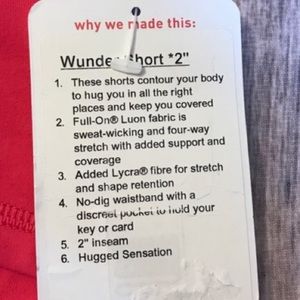 why we made this:
Wunder Short *2"
1. These shorts contour your body
to hug you in all the right
places and keep you covered
2. Full-On® Luon fabric is
sweat-wicking and four-way
stretch with added support and
coverage
3. Added Lycra® fibre for stretch
and shape retention
4. No-dig waistband with a
discreet pocket to hold your
key or card
5. 2" inseam
6. Hugged Sensation